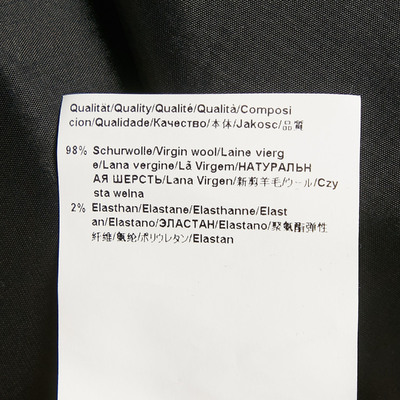 Qualität/Quality/Qualité/Qualità/Composi
cion/Qualidade/Качество/本体/Jakosc/品質
98% Schurwolle/Virgin wool/Laine vierg
e/Lana vergine/Lã Virgem/НАТУРАЛЬН
АЯ ШЕРСТЬ/Lana Virgen/新剪羊毛/ウール/Czy
sta welna
2% Elasthan/Elastane/Elasthanne/Elast
an/Elastano/ЭЛАСТАН/Elastano/聚氨酯弹性
纤维/氨纶/ポリウレタン/Elastan